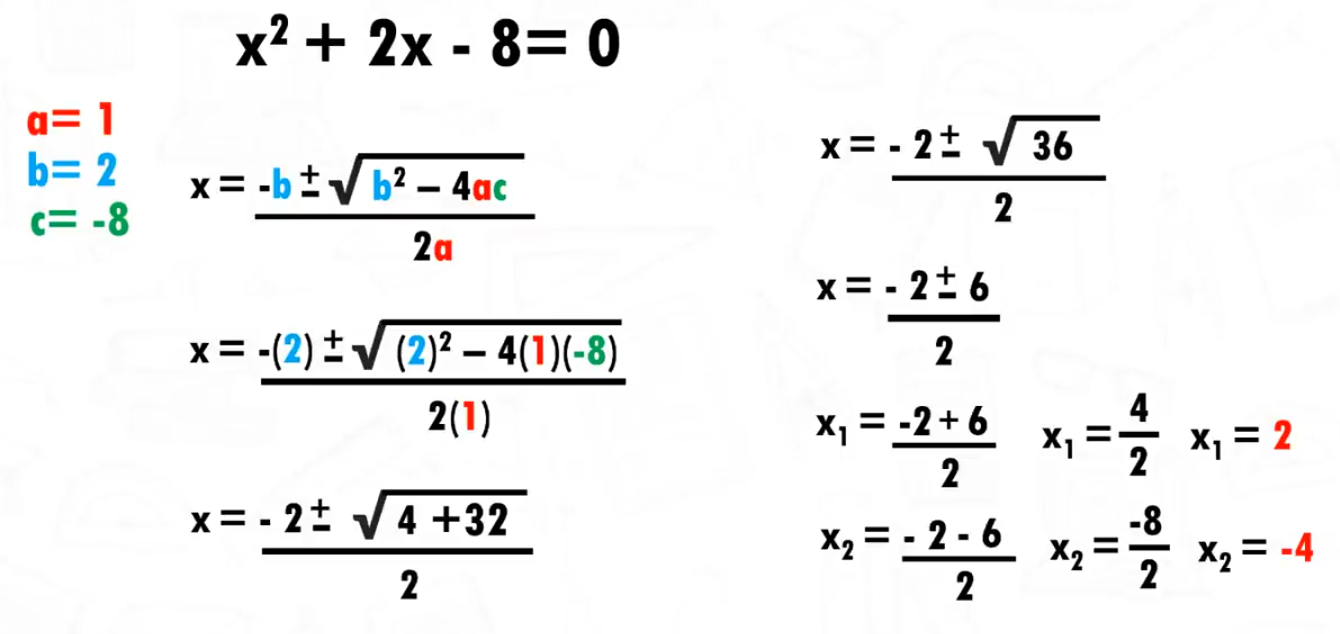 x² + 2x - 8= 0
a= 1
b= 2
c= -8
x = -b ± √b² – 4ac
2a
x = -(2) ± √(2)² – 4(1)(-8)
2(1)
x = - 2 ± √4 +32
2
x = - 2 ± √36
2
x = - 2 ± 6
2
x₁ = -2 + 6 x₁ = 4 x₁ = 2
2 2
x₂ = - 2 - 6 x₂ = -8 x₂ = -4
2 2